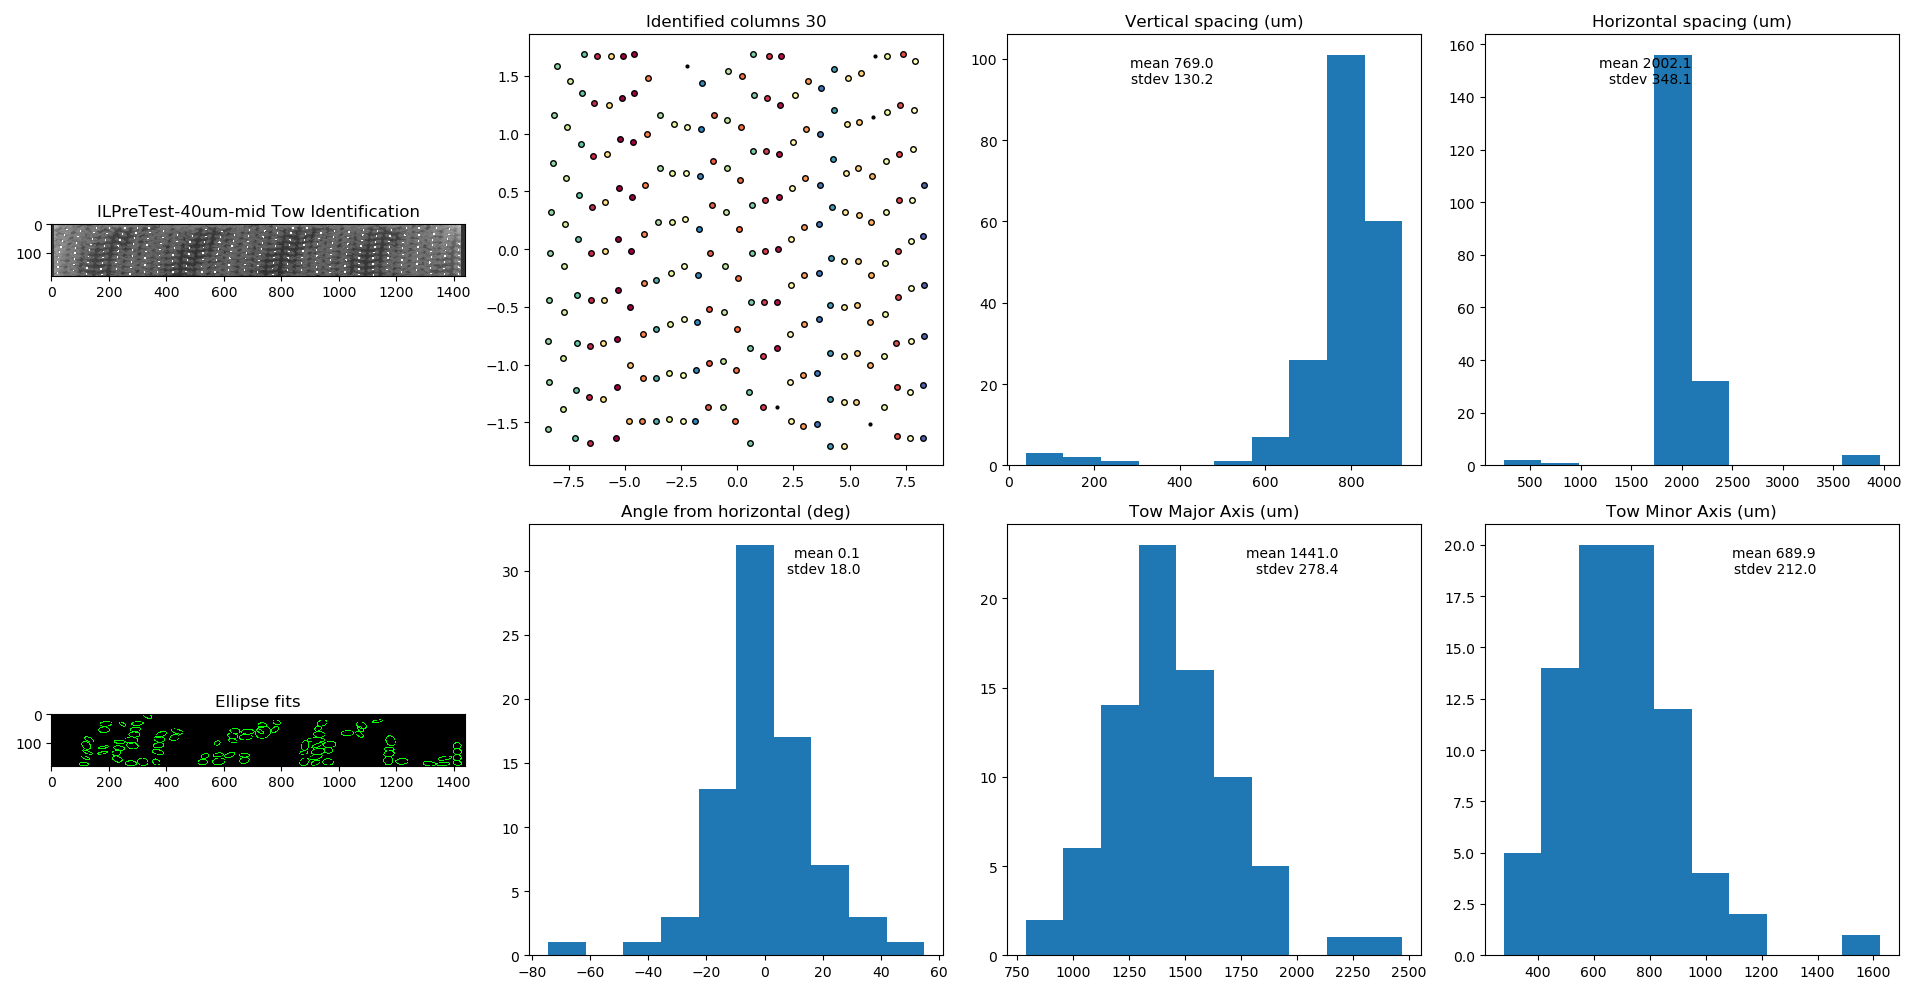 ILPreTest-40um-mid Tow Identification
0
100
0 200 400 600 800 1000 1200 1400
Identified columns 30
1.5
1.0
0.5
0.0
−0.5
−1.0
−1.5
−7.5 −5.0 −2.5 0.0 2.5 5.0 7.5
Vertical spacing (um)
mean 769.0
stdev 130.2
100
80
60
40
20
0
0 200 400 600 800
Horizontal spacing (um)
mean 2002.1
stdev 348.1
160
140
120
100
80
60
40
20
0
500 1000 1500 2000 2500 3000 3500 4000
Ellipse fits
0
100
0 200 400 600 800 1000 1200 1400
Angle from horizontal (deg)
mean 0.1
stdev 18.0
30
25
20
15
10
5
0
−80 −60 −40 −20 0 20 40 60
Tow Major Axis (um)
mean 1441.0
stdev 278.4
20
15
10
5
0
750 1000 1250 1500 1750 2000 2250 2500
Tow Minor Axis (um)
mean 689.9
stdev 212.0
20.0
17.5
15.0
12.5
10.0
7.5
5.0
2.5
0.0
400 600 800 1000 1200 1400 1600